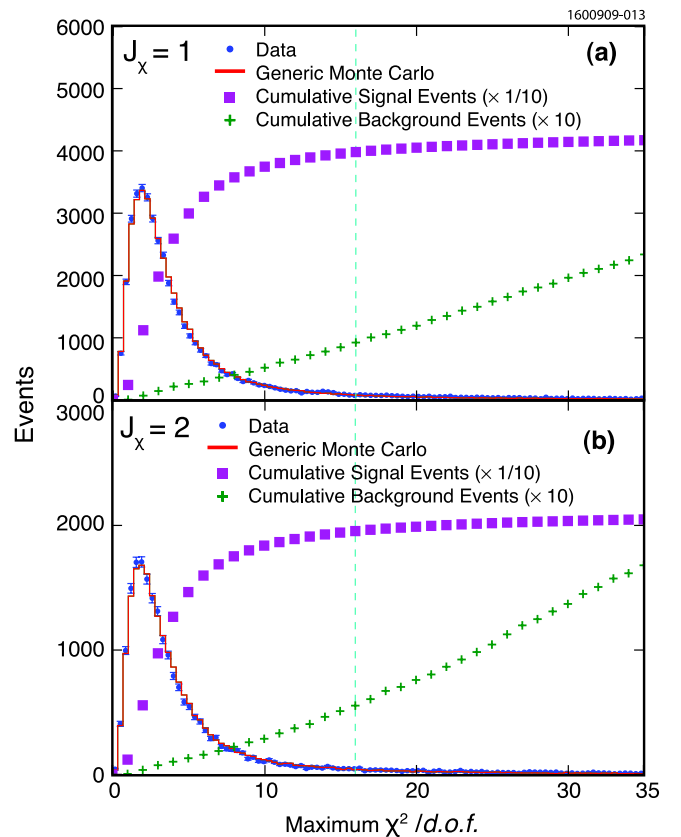 1600909-013
6000
J_χ = 1
(a)
Data
Generic Monte Carlo
Cumulative Signal Events (× 1/10)
Cumulative Background Events (× 10)
5000
4000
3000
2000
1000
0
Events
3000
J_χ = 2
(b)
Data
Generic Monte Carlo
Cumulative Signal Events (× 1/10)
Cumulative Background Events (× 10)
2000
1000
0
0 10 20 30 35
Maximum χ² /d.o.f.